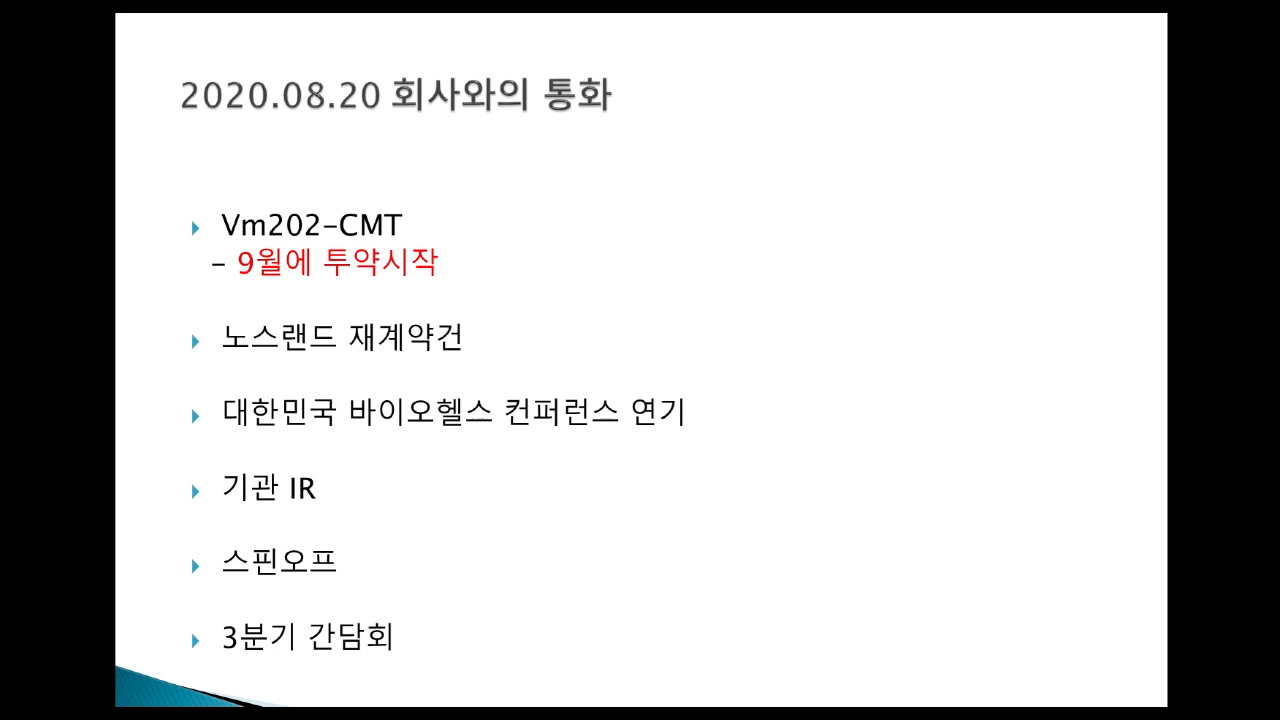 2020.08.20 회사와의 통화
Vm202-CMT
- 9월에 투약시작
노스랜드 재계약건
대한민국 바이오헬스 컨퍼런스 연기
기관 IR
스핀오프
3분기 간담회